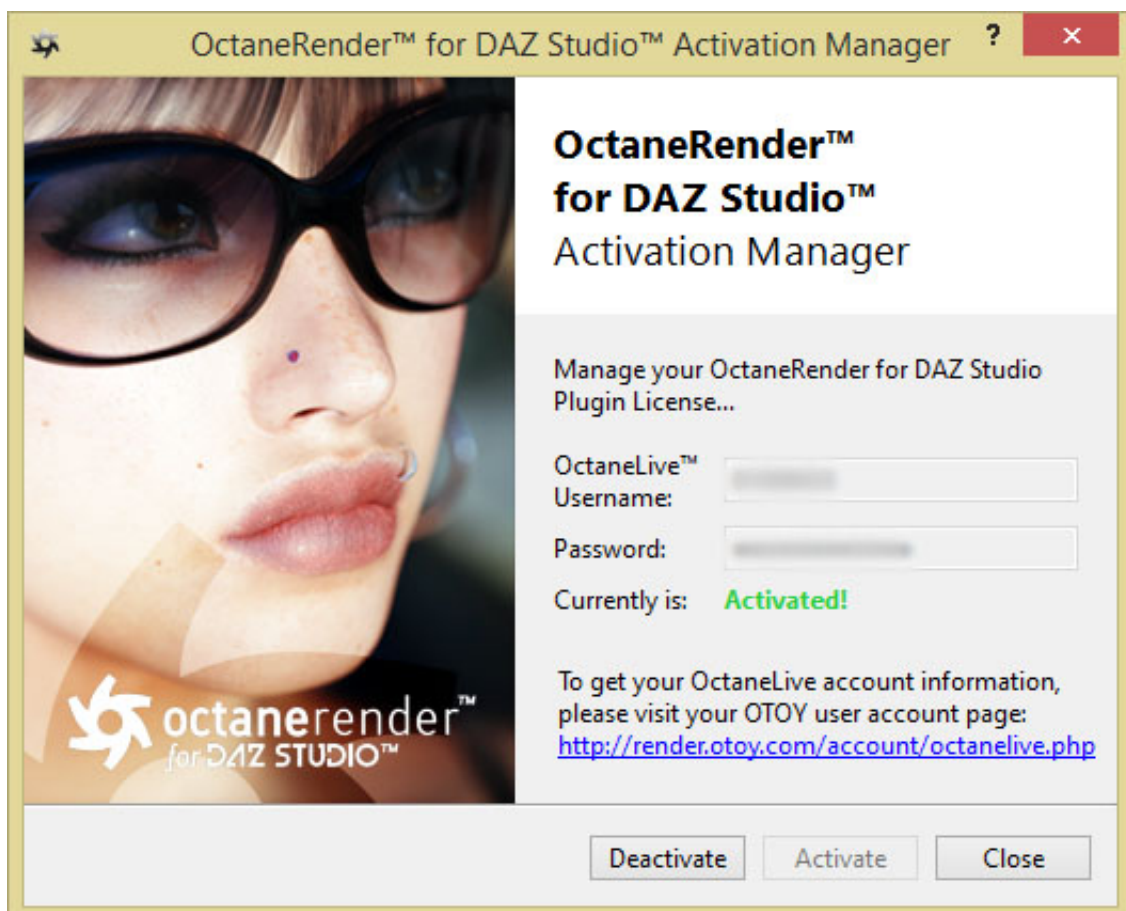 OctaneRender™ for DAZ Studio™ Activation Manager
?
OctaneRender™
for DAZ Studio™
Activation Manager
Manage your OctaneRender for DAZ Studio
Plugin License...
OctaneLive™
Username:
Password:
Currently is: Activated!
To get your OctaneLive account information,
please visit your OTOY user account page:
http://render.otoy.com/account/octanelive.php
octanerender™
for DAZ STUDIO™
Deactivate Activate Close